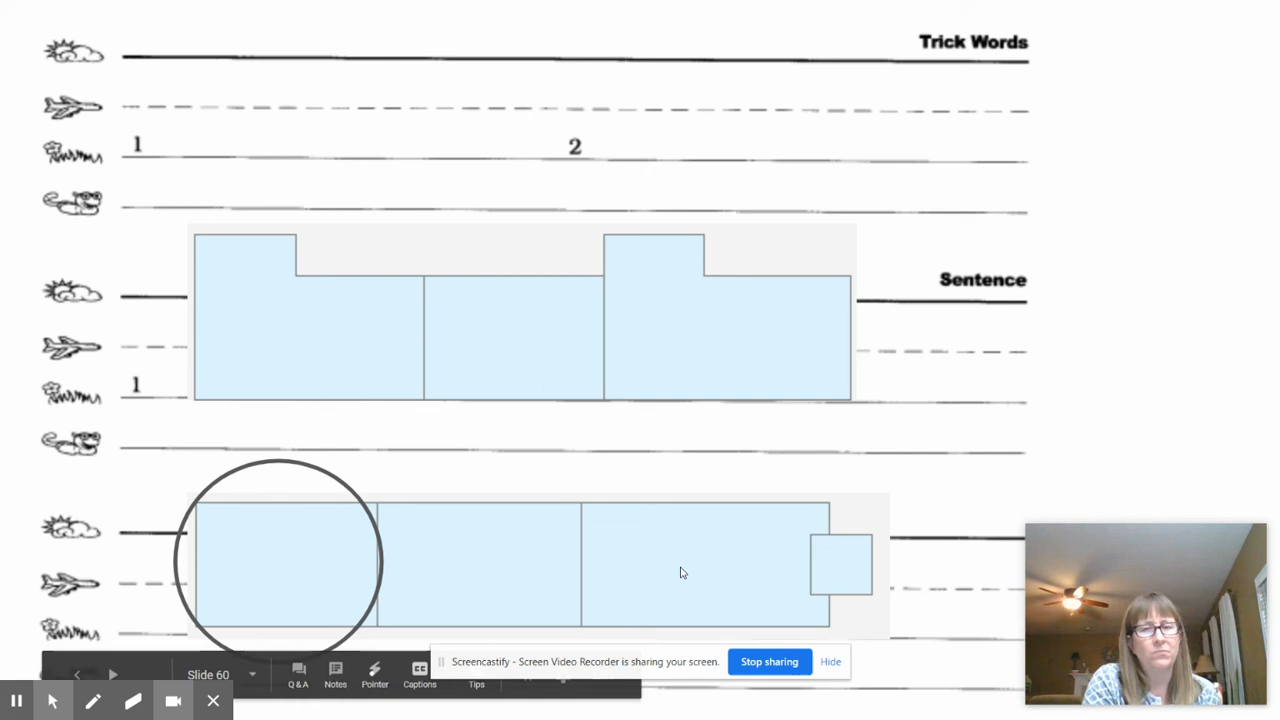 Trick Words
1 2
Sentence
1
Screencastify - Screen Video Recorder is sharing your screen. Stop sharing Hide
Slide 60 Q & A Notes Pointer Captions Tips